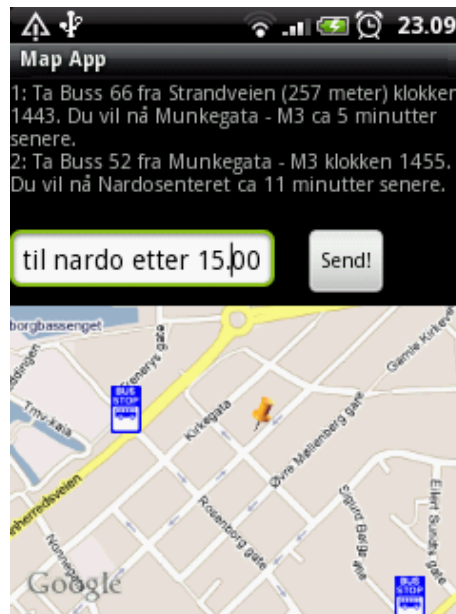 23.09
Map App
1: Ta Buss 66 fra Strandveien (257 meter) klokken
1443. Du vil nå Munkegata - M3 ca 5 minutter
senere.
2: Ta Buss 52 fra Munkegata - M3 klokken 1455.
Du vil nå Nardosenteret ca 11 minutter senere.
til nardo etter 15.00
Send!
borgbassenget
Gamle Kirkeve
BUS
STOP
Kirkegata
Øvre Møllenberg gate
Rosenborg gate
nherredsveien
Google
BUS
STOP